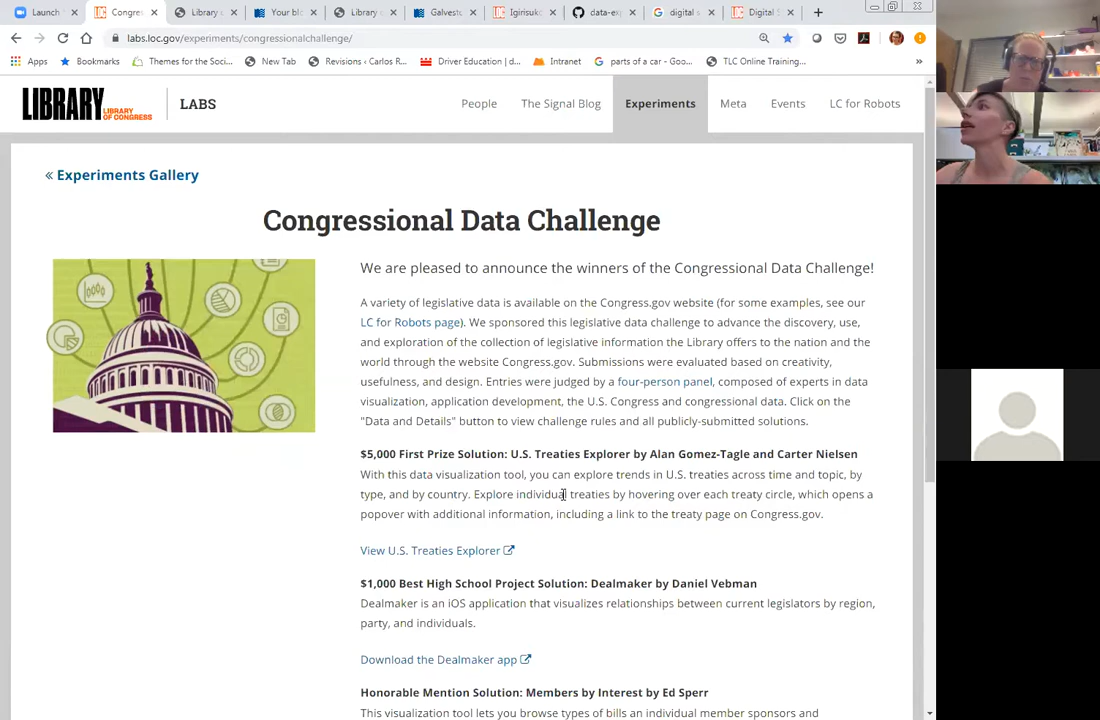 Launch
Congres
Library o
Your blo
Library o
Galvesto
Igirisuko
data-exp
digital s
Digital S
labs.loc.gov/experiments/congressionalchallenge/
Apps
Bookmarks
Themes for the Soci...
New Tab
Revisions ‹ Carlos R...
Driver Education | d...
Intranet
parts of a car - Goo...
TLC Online Training...
»
LIBRARY
LIBRARY
OF CONGRESS
LABS
People
The Signal Blog
Experiments
Meta
Events
LC for Robots
« Experiments Gallery
Congressional Data Challenge
We are pleased to announce the winners of the Congressional Data Challenge!
A variety of legislative data is available on the Congress.gov website (for some examples, see our
LC for Robots page). We sponsored this legislative data challenge to advance the discovery, use,
and exploration of the collection of legislative information the Library offers to the nation and the
world through the website Congress.gov. Submissions were evaluated based on creativity,
usefulness, and design. Entries were judged by a four-person panel, composed of experts in data
visualization, application development, the U.S. Congress and congressional data. Click on the
"Data and Details" button to view challenge rules and all publicly-submitted solutions.
$5,000 First Prize Solution: U.S. Treaties Explorer by Alan Gomez-Tagle and Carter Nielsen
With this data visualization tool, you can explore trends in U.S. treaties across time and topic, by
type, and by country. Explore individual treaties by hovering over each treaty circle, which opens a
popover with additional information, including a link to the treaty page on Congress.gov.
View U.S. Treaties Explorer
$1,000 Best High School Project Solution: Dealmaker by Daniel Vebman
Dealmaker is an iOS application that visualizes relationships between current legislators by region,
party, and individuals.
Download the Dealmaker app
Honorable Mention Solution: Members by Interest by Ed Sperr
This visualization tool lets you browse types of bills an individual member sponsors and